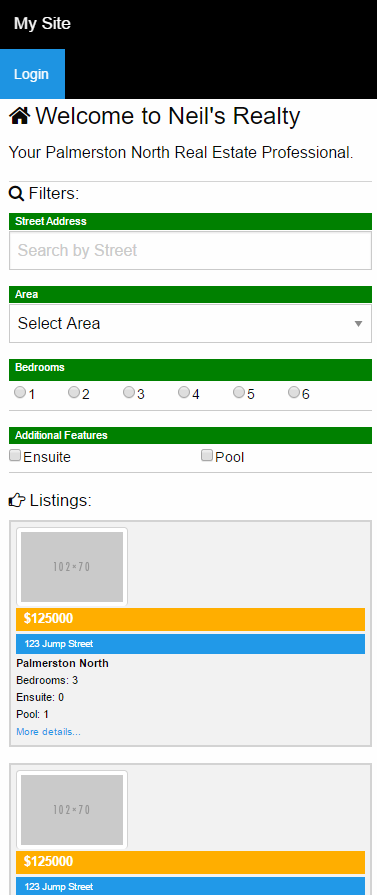 My Site
Login
Welcome to Neil's Realty
Your Palmerston North Real Estate Professional.
Filters:
Street Address
Search by Street
Area
Select Area
Bedrooms
1 2 3 4 5 6
Additional Features
Ensuite Pool
Listings:
102×70
$125000
123 Jump Street
Palmerston North
Bedrooms: 3
Ensuite: 0
Pool: 1
More details...
102×70
$125000
123 Jump Street